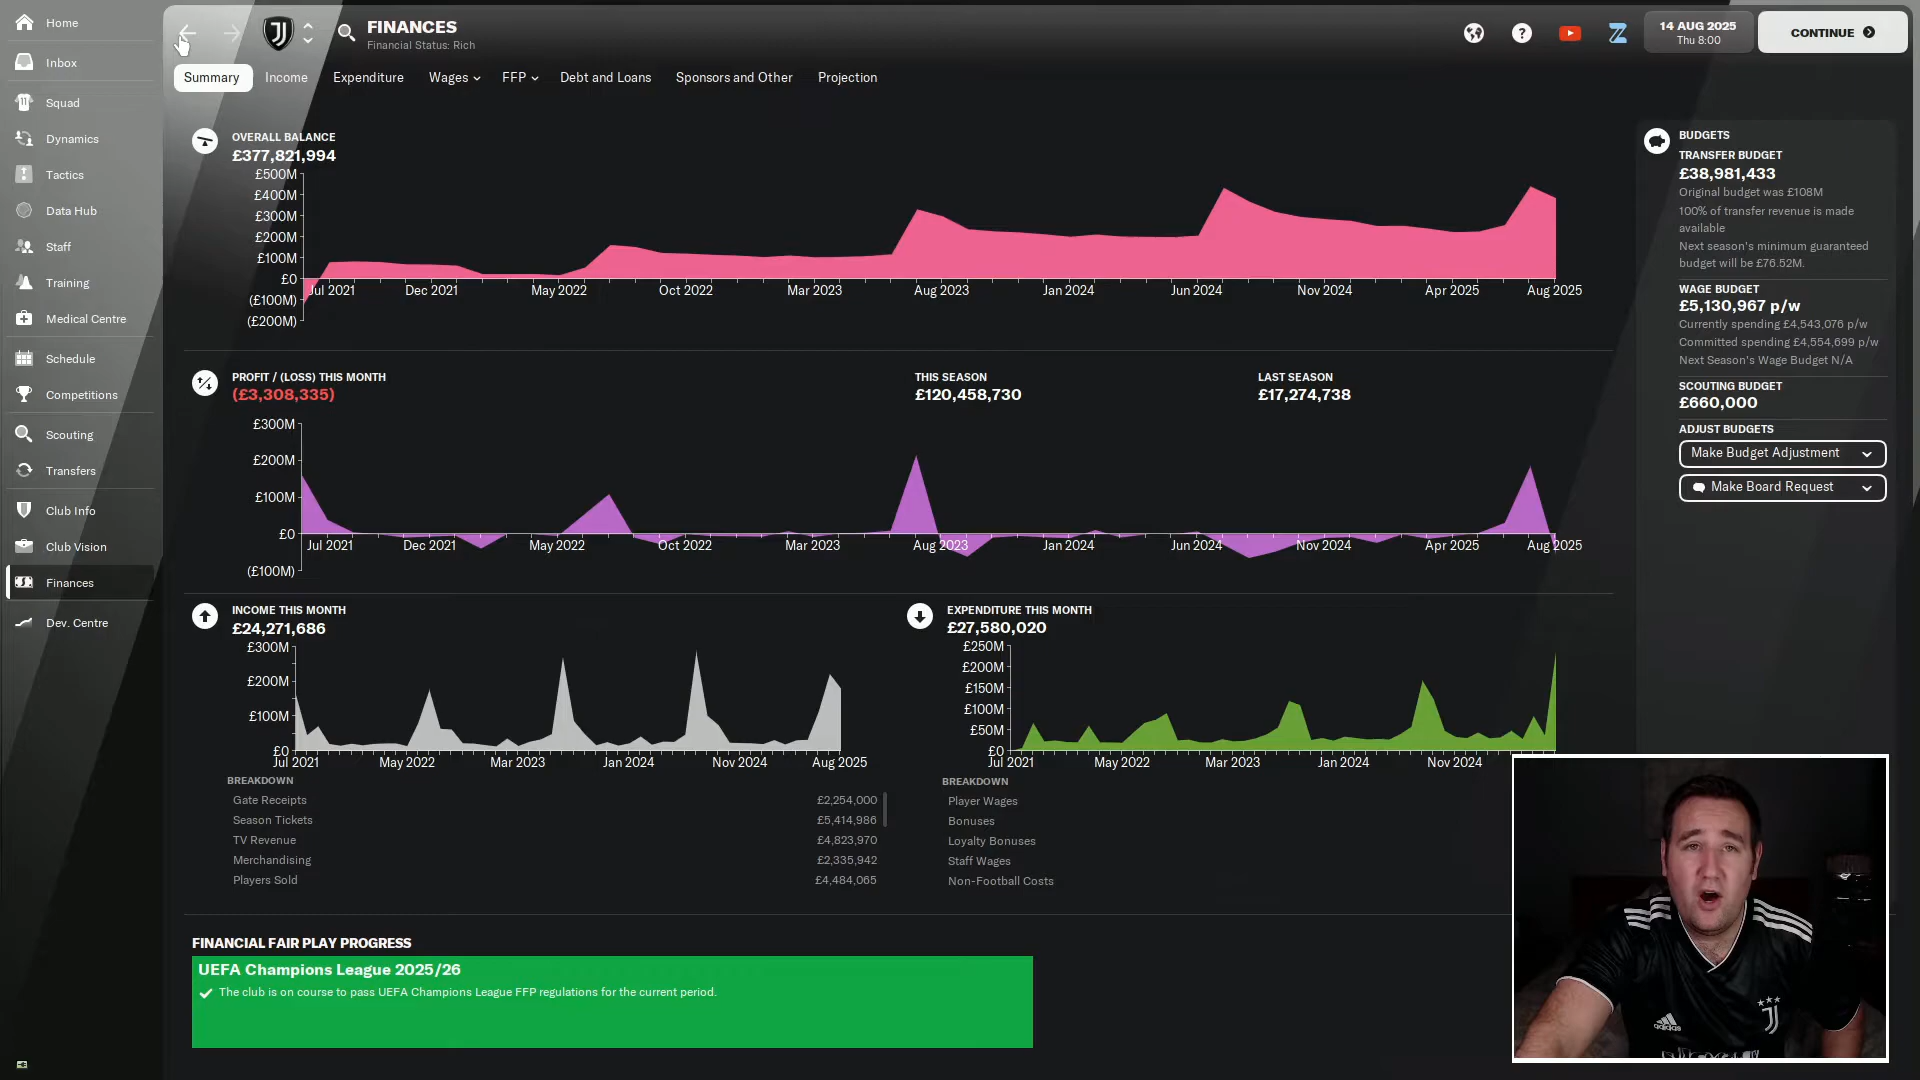 Home
Inbox
Squad
Dynamics
Tactics
Data Hub
Staff
Training
Medical Centre
Schedule
Competitions
Scouting
Transfers
Club Info
Club Vision
Finances
Dev. Centre
FINANCES
Financial Status: Rich
14 AUG 2025
Thu 8:00
CONTINUE
Summary
Income
Expenditure
Wages
FFP
Debt and Loans
Sponsors and Other
Projection
OVERALL BALANCE
£377,821,994
£500M
£400M
£300M
£200M
£100M
£0
(£100M)
(£200M)
Jul 2021
Dec 2021
May 2022
Oct 2022
Mar 2023
Aug 2023
Jan 2024
Jun 2024
Nov 2024
Apr 2025
Aug 2025
PROFIT / (LOSS) THIS MONTH
(£3,308,335)
THIS SEASON
£120,458,730
LAST SEASON
£17,274,738
£300M
£200M
£100M
£0
(£100M)
Jul 2021
Dec 2021
May 2022
Oct 2022
Mar 2023
Aug 2023
Jan 2024
Jun 2024
Nov 2024
Apr 2025
Aug 2025
INCOME THIS MONTH
£24,271,686
£300M
£200M
£100M
£0
Jul 2021
May 2022
Mar 2023
Jan 2024
Nov 2024
Aug 2025
BREAKDOWN
Gate Receipts £2,254,000
Season Tickets £5,414,986
TV Revenue £4,823,970
Merchandising £2,335,942
Players Sold £4,484,065
EXPENDITURE THIS MONTH
£27,580,020
£250M
£200M
£150M
£100M
£50M
£0
Jul 2021
May 2022
Mar 2023
Jan 2024
Nov 2024
BREAKDOWN
Player Wages
Bonuses
Loyalty Bonuses
Staff Wages
Non-Football Costs
FINANCIAL FAIR PLAY PROGRESS
UEFA Champions League 2025/26
The club is on course to pass UEFA Champions League FFP regulations for the current period.
BUDGETS
TRANSFER BUDGET
£38,981,433
Original budget was £108M
100% of transfer revenue is made
available
Next season's minimum guaranteed
budget will be £76.52M.
WAGE BUDGET
£5,130,967 p/w
Currently spending £4,543,076 p/w
Committed spending £4,554,699 p/w
Next Season's Wage Budget N/A
SCOUTING BUDGET
£660,000
ADJUST BUDGETS
Make Budget Adjustment
Make Board Request
adidas